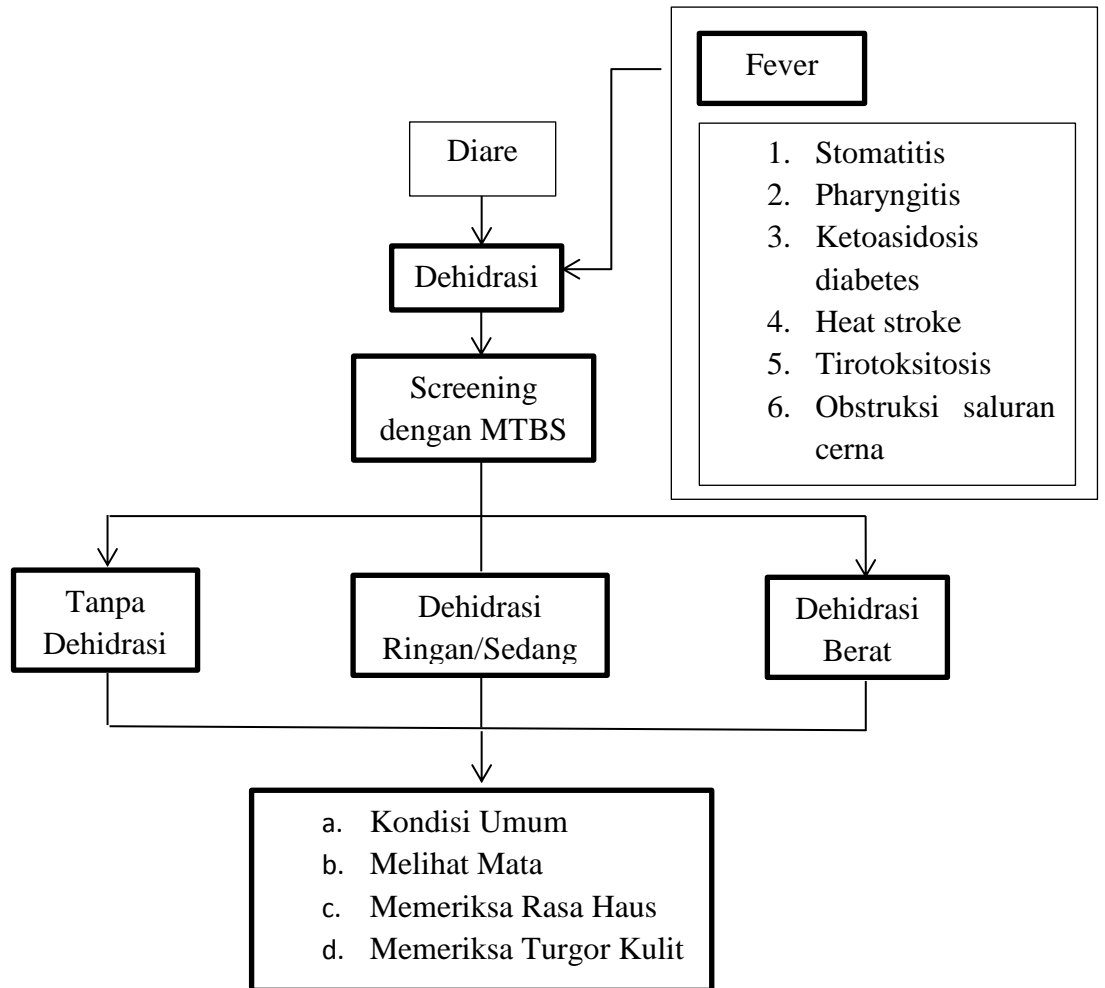 Fever
Diare
1. Stomatitis
2. Pharyngitis
3. Ketoasidosis
diabetes
4. Heat stroke
5. Tirotoksitosis
6. Obstruksi saluran
cerna
Dehidrasi
Screening
dengan MTBS
Tanpa
Dehidrasi
Dehidrasi
Ringan/Sedang
Dehidrasi
Berat
a. Kondisi Umum
b. Melihat Mata
c. Memeriksa Rasa Haus
d. Memeriksa Turgor Kulit